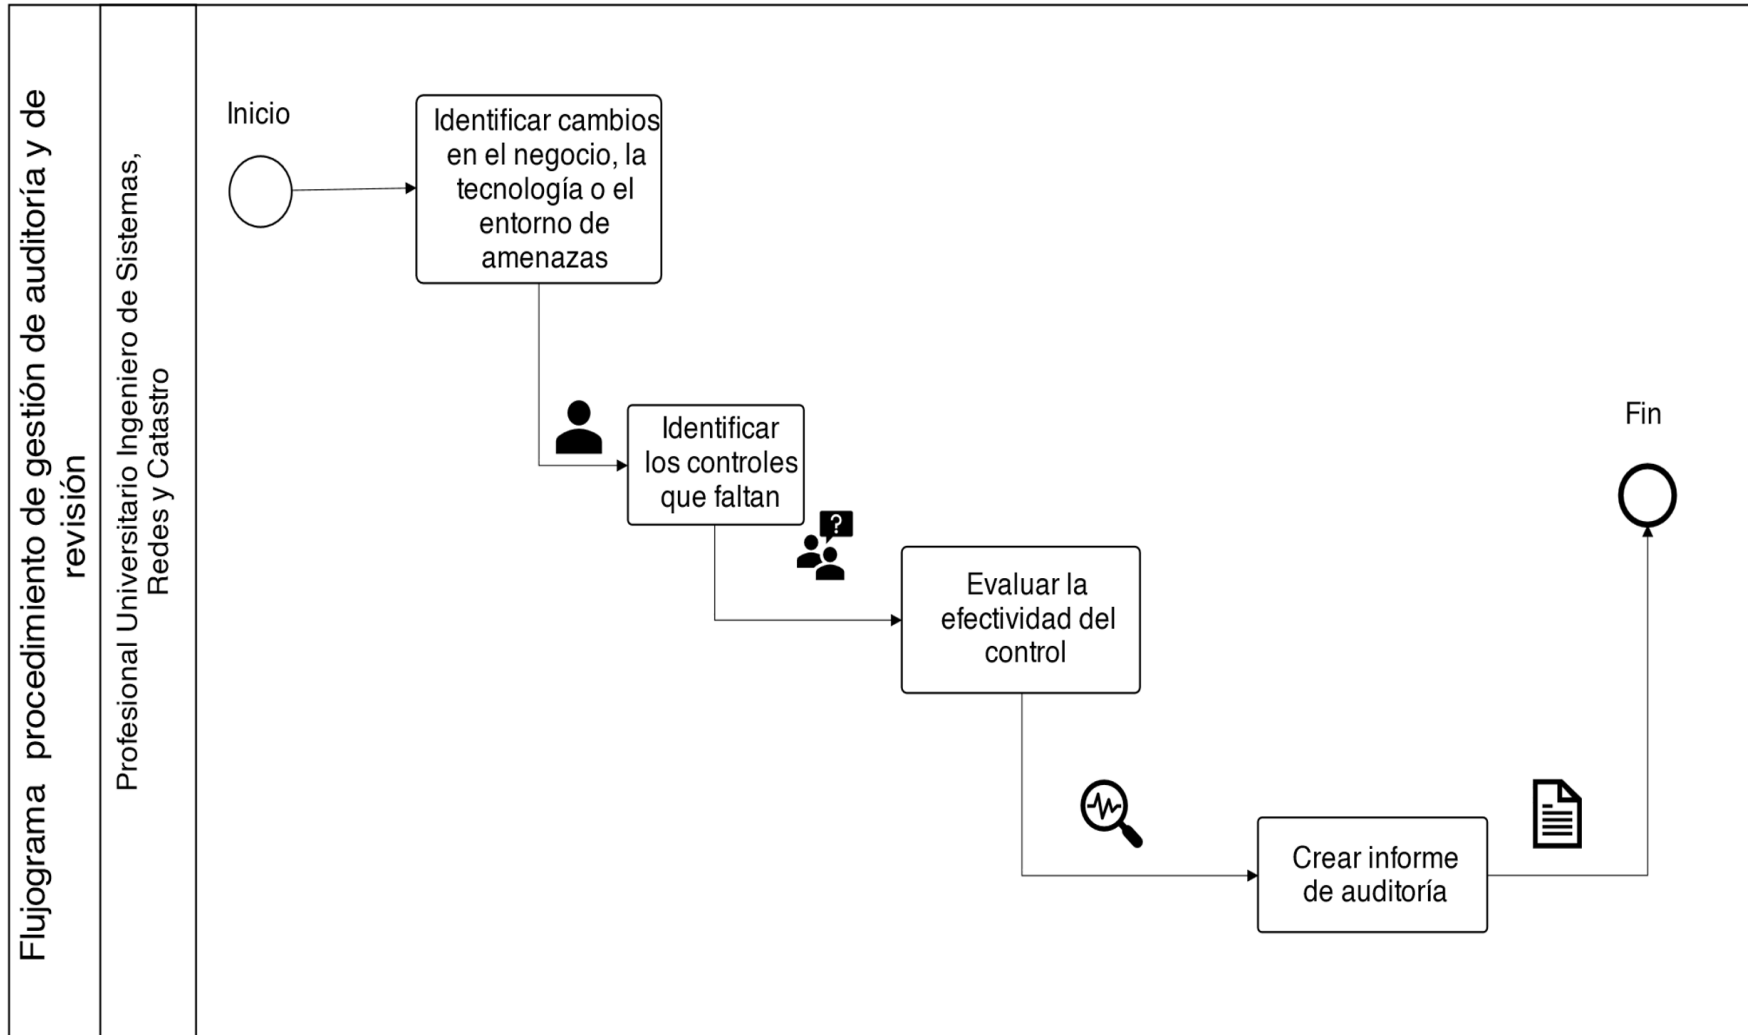 Flujograma procedimiento de gestión de auditoría y de
revisión
Profesional Universitario Ingeniero de Sistemas,
Redes y Catastro
Inicio
Identificar cambios
en el negocio, la
tecnología o el
entorno de
amenazas
Identificar
los controles
que faltan
?
Evaluar la
efectividad del
control
Crear informe
de auditoría
Fin